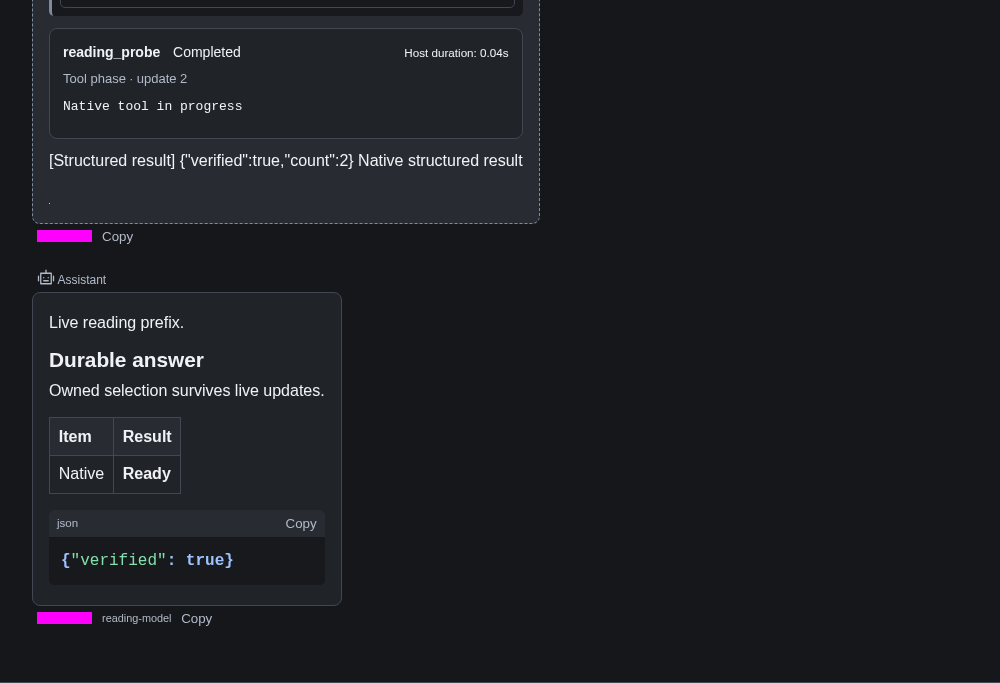 reading_probe Completed Host duration: 0.04s
Tool phase · update 2
Native tool in progress
[Structured result] {"verified":true,"count":2} Native structured result
.
Copy
Assistant
Live reading prefix.
Durable answer
Owned selection survives live updates.
Item Result
Native Ready
json Copy
{"verified": true}
reading-model Copy